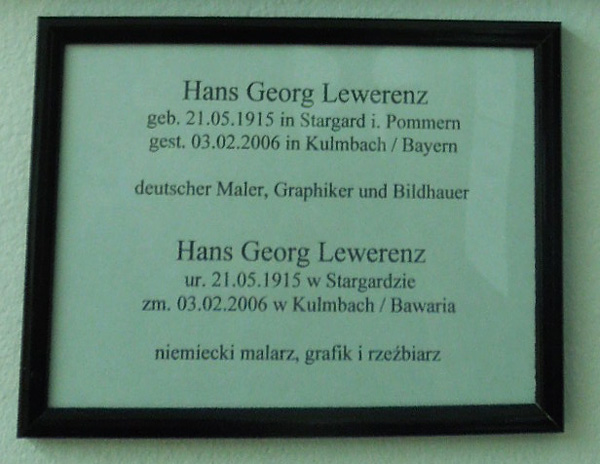 Hans Georg Lewerenz
geb. 21.05.1915 in Stargard i. Pommern
gest. 03.02.2006 in Kulmbach / Bayern
deutscher Maler, Graphiker und Bildhauer
Hans Georg Lewerenz
ur. 21.05.1915 w Stargardzie
zm. 03.02.2006 w Kulmbach / Bawaria
niemiecki malarz, grafik i rzeźbiarz